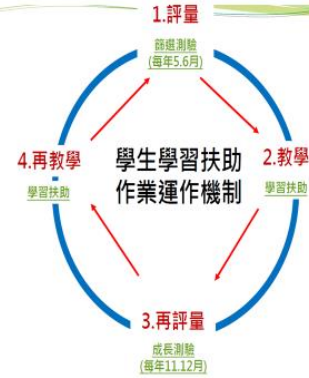 1.評量
篩選測驗
(每年5.6月)
4.再教學
學習扶助
學生學習扶助
作業運作機制
2.教學
學習扶助
3.再評量
成長測驗
(每年11.12月)